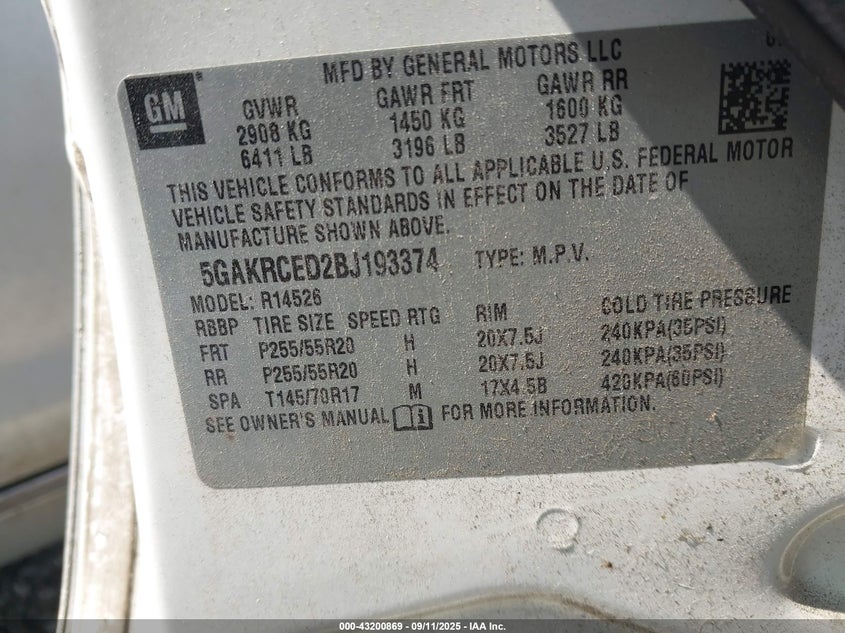 MFD BY GENERAL MOTORS LLC
GM
GVWR GAWR FRT GAWR RR
2908 KG 1450 KG 1600 KG
6411 LB 3196 LB 3527 LB
THIS VEHICLE CONFORMS TO ALL APPLICABLE U.S. FEDERAL MOTOR
VEHICLE SAFETY STANDARDS IN EFFECT ON THE DATE OF
MANUFACTURE SHOWN ABOVE.
5GAKRCED2BJ193374 TYPE: M.P.V.
MODEL: R14526
RBBP TIRE SIZE SPEED RTG RIM COLD TIRE PRESSURE
FRT P255/55R20 H 20X7.5J 240KPA(35PSI)
RR P255/55R20 H 20X7.5J 240KPA(35PSI)
SPA T145/70R17 M 17X4.5B 420KPA(60PSI)
SEE OWNER'S MANUAL FOR MORE INFORMATION.
000-43200869 - 09/11/2025 - IAA Inc.